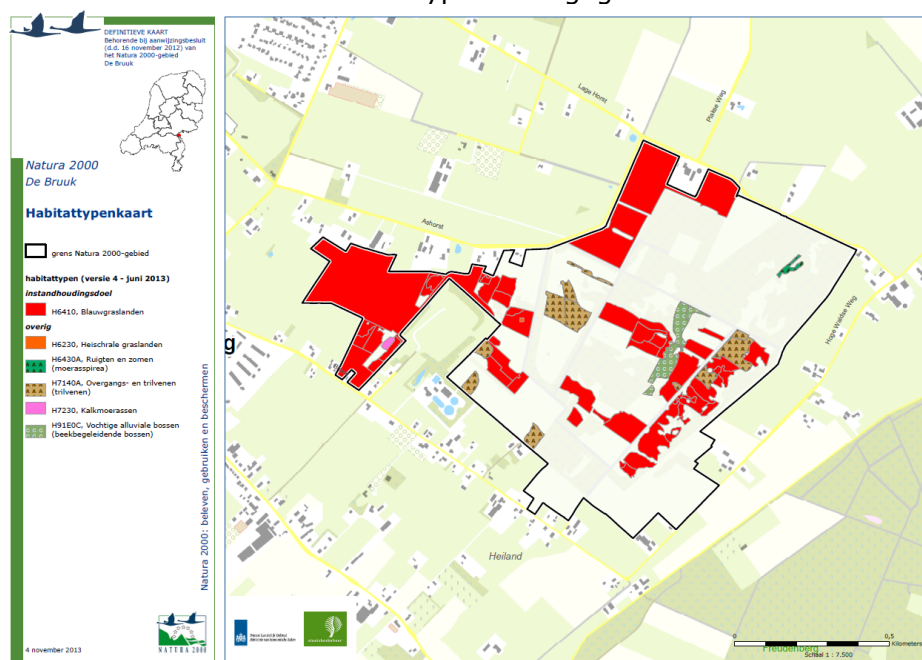 DEFINITIEVE KAART
Behorende bij aanwijzingsbesluit
(d.d. 16 november 2012) van
het Natura 2000-gebied
De Bruuk
Natura 2000
De Bruuk
Habitattypenkaart
grens Natura 2000-gebied
habitattypen (versie 4 - juni 2013)
instandhoudingsdoel
H6410, Blauwgraslanden
overig
H6230, Heischrale graslanden
H6430A, Ruigten en zomen
(moerasspirea)
H7140A, Overgangs- en trilvenen
(trilvenen)
H7230, Kalkmoerassen
H91E0C, Vochtige alluviale bossen
(beekbegeleidende bossen)
Natura 2000: beleven, gebruiken en beschermen
4 november 2013
NATURA 2000
Lage Horst
Plakse Weg
Ashorst
Hoge Waldse Weg
g
Heiland
staatsbosbeheer
0
0,5
Kilometers
Freudenberg
Schaal 1 : 7.500